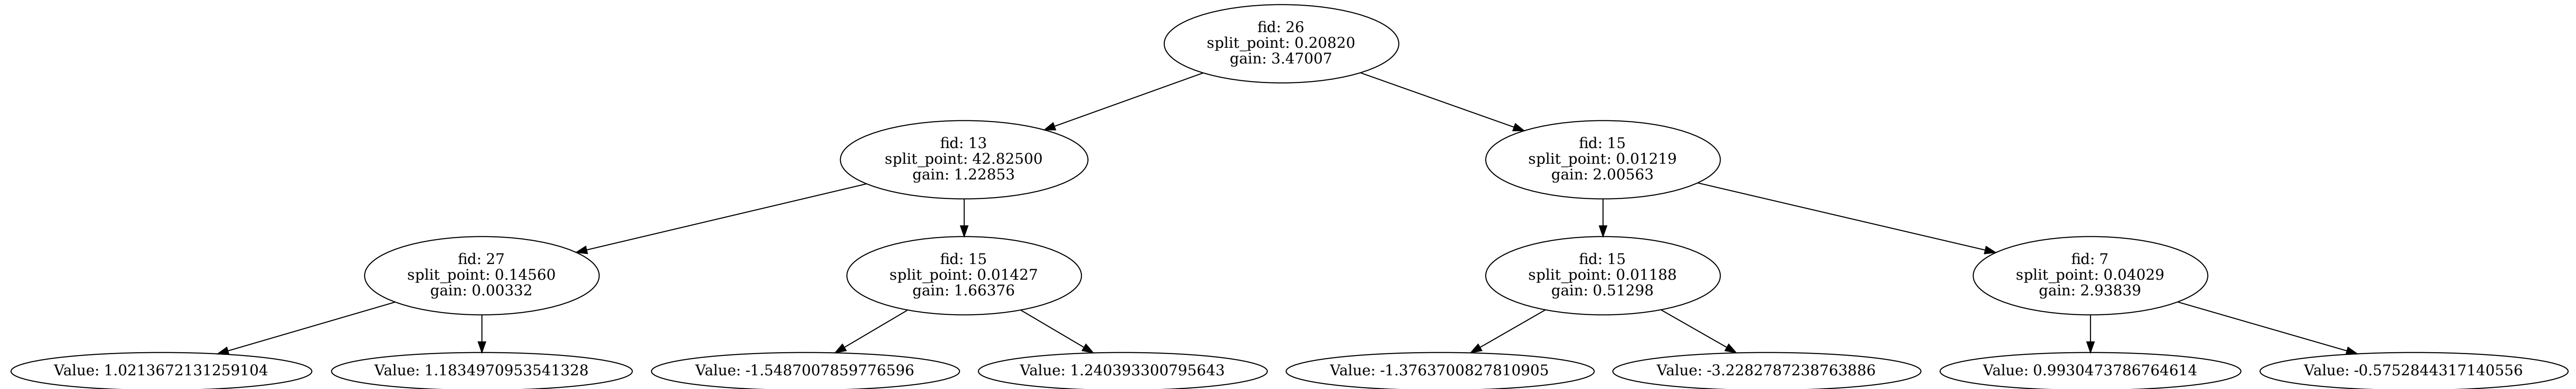 fid: 26
split_point: 0.20820
gain: 3.47007
fid: 13
split_point: 42.82500
gain: 1.22853
fid: 15
split_point: 0.01219
gain: 2.00563
fid: 27
split_point: 0.14560
gain: 0.00332
fid: 15
split_point: 0.01427
gain: 1.66376
fid: 15
split_point: 0.01188
gain: 0.51298
fid: 7
split_point: 0.04029
gain: 2.93839
Value: 1.0213672131259104
Value: 1.1834970953541328
Value: -1.5487007859776596
Value: 1.240393300795643
Value: -1.3763700827810905
Value: -3.2282787238763886
Value: 0.9930473786764614
Value: -0.5752844317140556